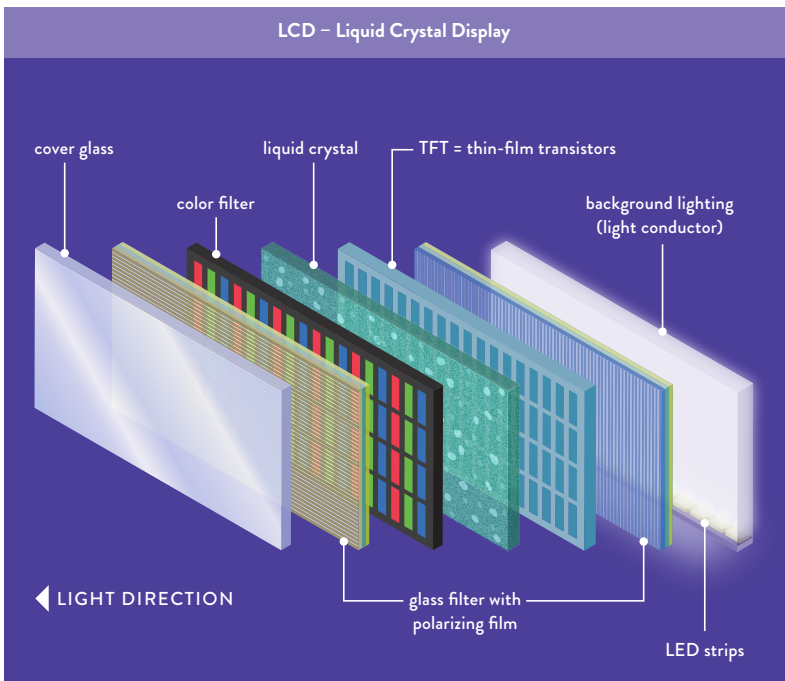 LCD – Liquid Crystal Display
cover glass
liquid crystal
TFT = thin-film transistors
color filter
background lighting
(light conductor)
LIGHT DIRECTION
glass filter with
polarizing film
LED strips